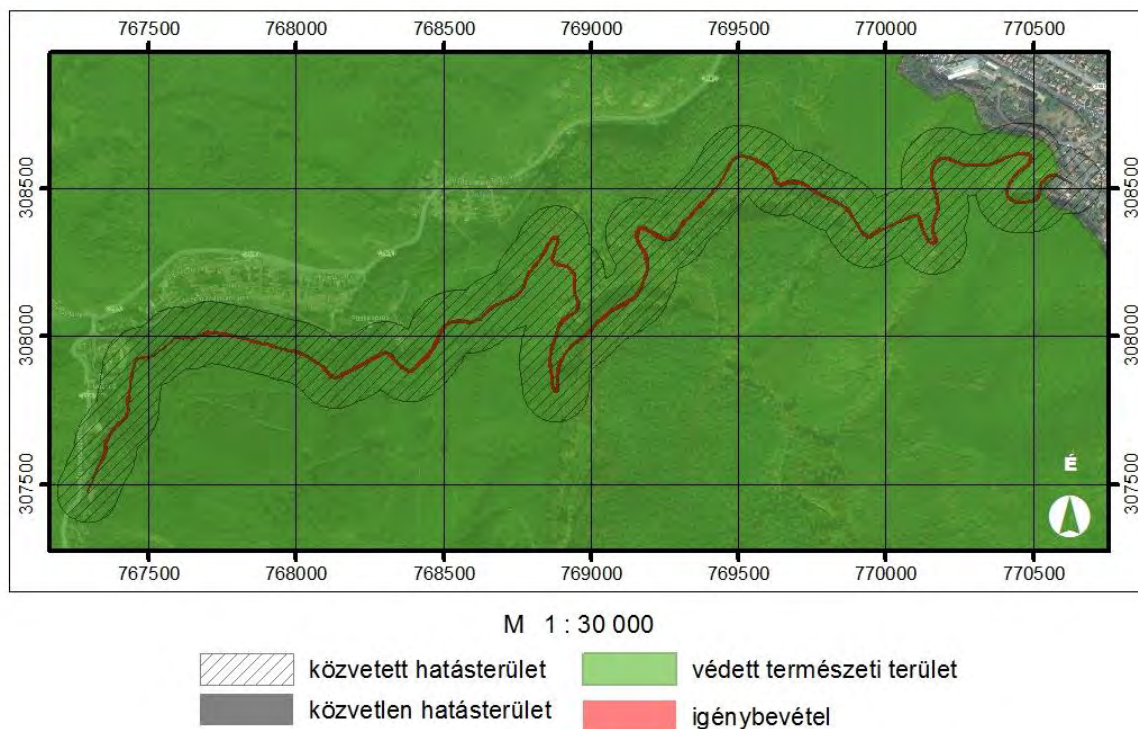 767500 768000 768500 769000 769500 770000 770500
308500 308500
308000 308000
307500 307500
É
767500 768000 768500 769000 769500 770000 770500
M 1 : 30 000
közvetett hatásterület
védett természeti terület
közvetlen hatásterület
igénybevétel